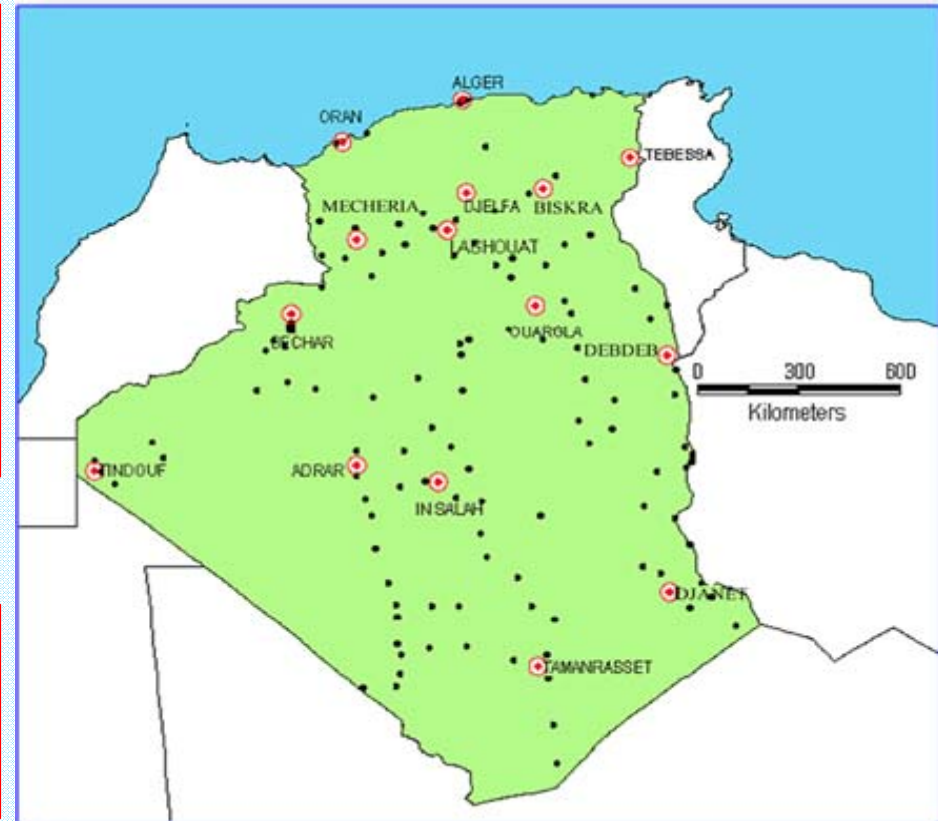 ALGER
ORAN
TEBESSA
MECHERIA
DJELFA
BISKRA
LAGHOUAT
OUARGLA
BECHAR
DEBDEB
0 300 600
Kilometers
TINDOUF
ADRAR
IN SALAH
DJANET
TAMANRASSET